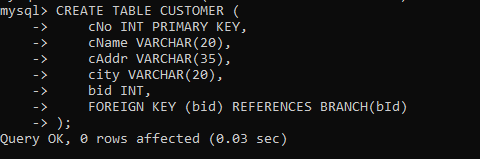 mysql> CREATE TABLE CUSTOMER (
    ->     cNo INT PRIMARY KEY,
    ->     cName VARCHAR(20),
    ->     cAddr VARCHAR(35),
    ->     city VARCHAR(20),
    ->     bid INT,
    ->     FOREIGN KEY (bid) REFERENCES BRANCH(bId)
    -> );
Query OK, 0 rows affected (0.03 sec)